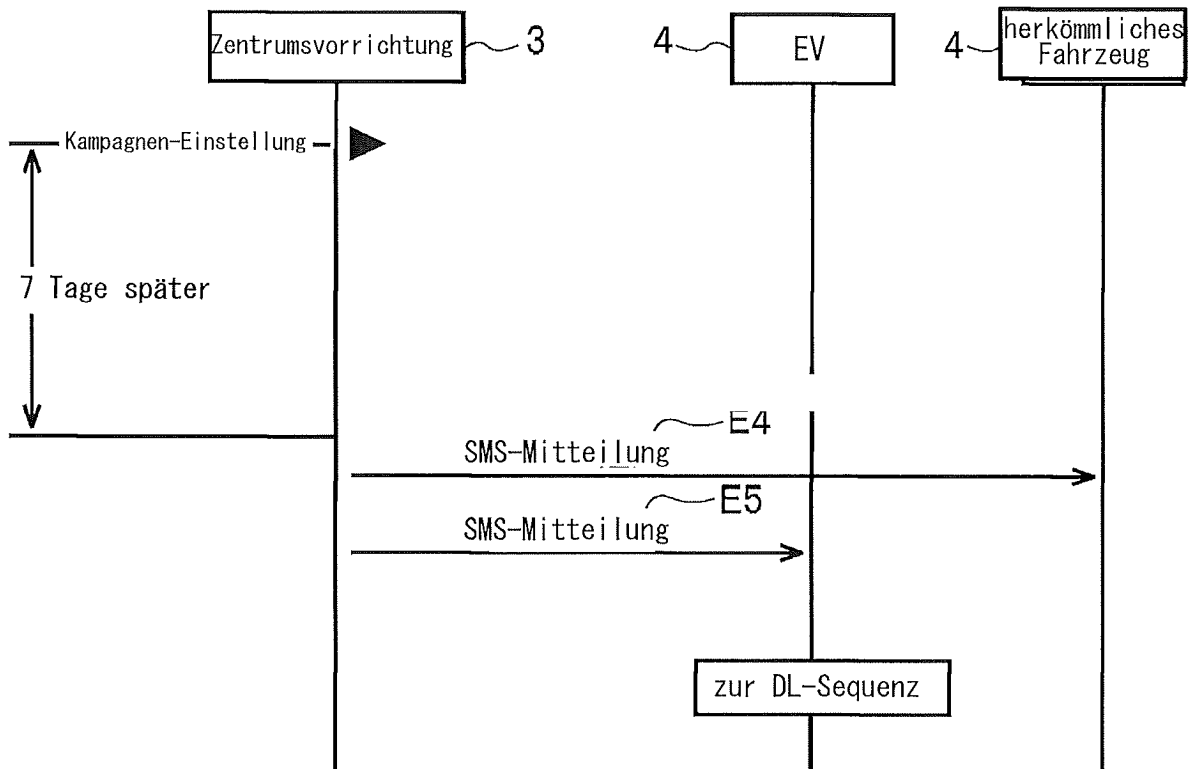 Zentrumsvorrichtung
3
4
EV
4
herkömmliches
Fahrzeug
Kampagnen-Einstellung
7 Tage später
E4
SMS-Mitteilung
E5
SMS-Mitteilung
zur DL-Sequenz